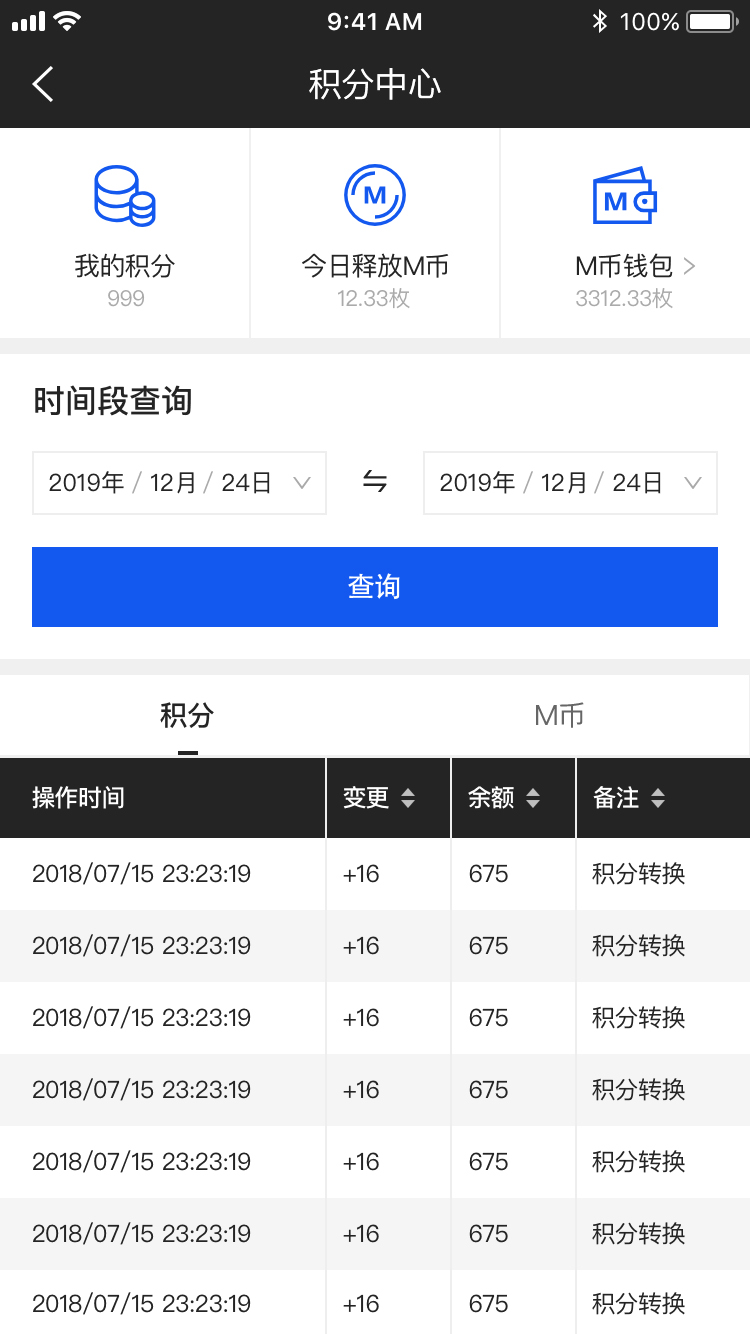 9:41 AM 100%
积分中心
M M
我的积分 今日释放M币 M币钱包
999 12.33枚 3312.33枚
时间段查询
2019年 / 12月 / 24日 2019年 / 12月 / 24日
查询
积分 M币
操作时间 变更 余额 备注
2018/07/15 23:23:19 +16 675 积分转换
2018/07/15 23:23:19 +16 675 积分转换
2018/07/15 23:23:19 +16 675 积分转换
2018/07/15 23:23:19 +16 675 积分转换
2018/07/15 23:23:19 +16 675 积分转换
2018/07/15 23:23:19 +16 675 积分转换
2018/07/15 23:23:19 +16 675 积分转换